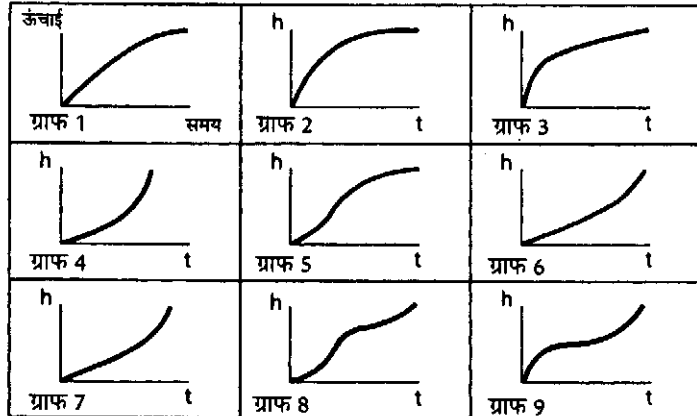 ऊंचाई
ग्राफ 1 समय
h
ग्राफ 2 t
h
ग्राफ 3 t
h
ग्राफ 4 t
h
ग्राफ 5 t
h
ग्राफ 6 t
h
ग्राफ 7 t
h
ग्राफ 8 t
h
ग्राफ 9 t